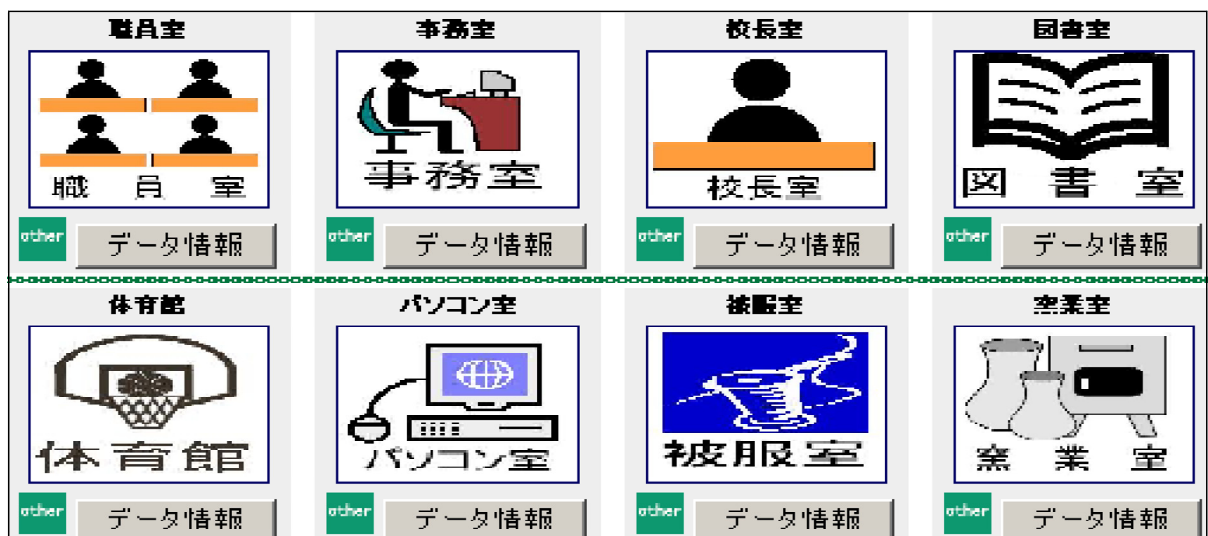 職員室 事務室 校長室 図書室
職員室 事務室 校長室 図書室
other データ情報 other データ情報 other データ情報 other データ情報
体育館 パソコン室 被服室 窯業室
体育館 パソコン室 被服室 窯業室
other データ情報 other データ情報 other データ情報 other データ情報